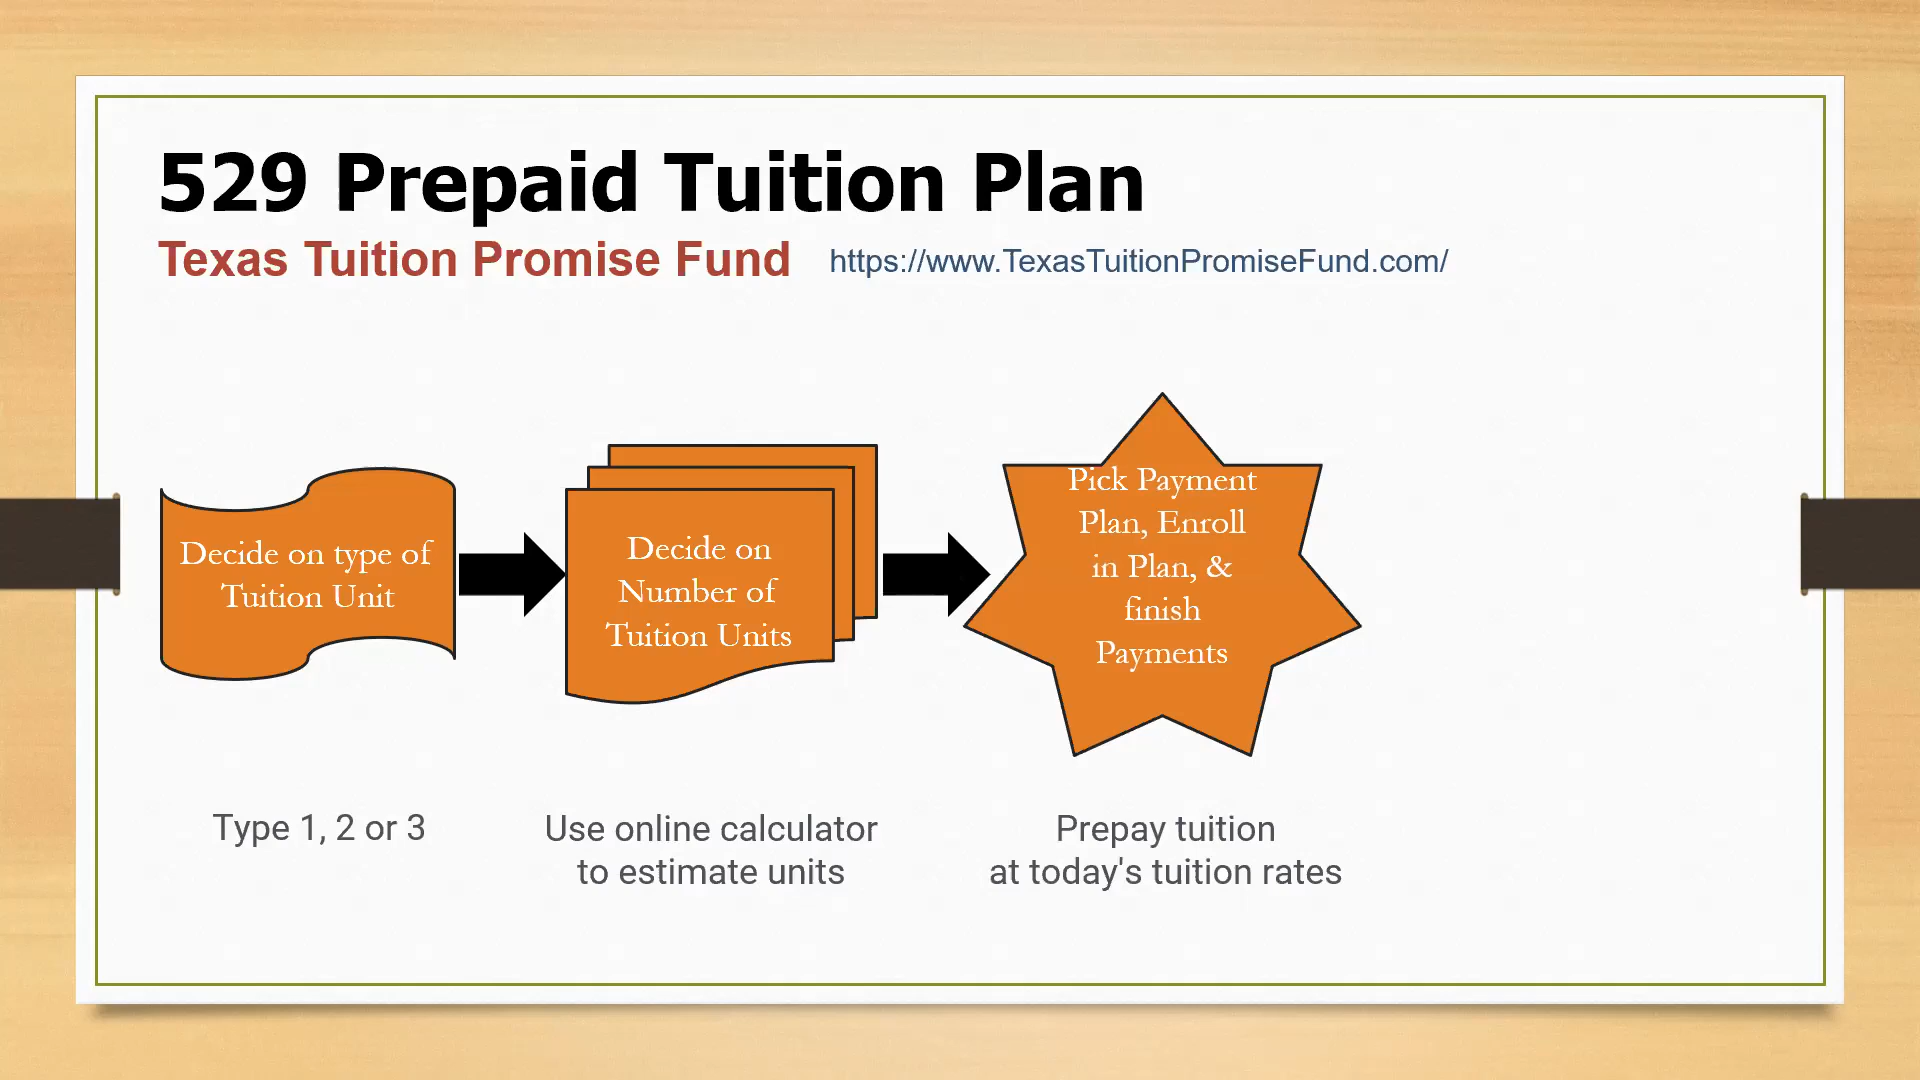 529 Prepaid Tuition Plan
Texas Tuition Promise Fund https://www.TexasTuitionPromiseFund.com/
Decide on type of
Tuition Unit
Decide on
Number of
Tuition Units
Pick Payment
Plan, Enroll
in Plan, &
finish
Payments
Type 1, 2 or 3
Use online calculator
to estimate units
Prepay tuition
at today's tuition rates